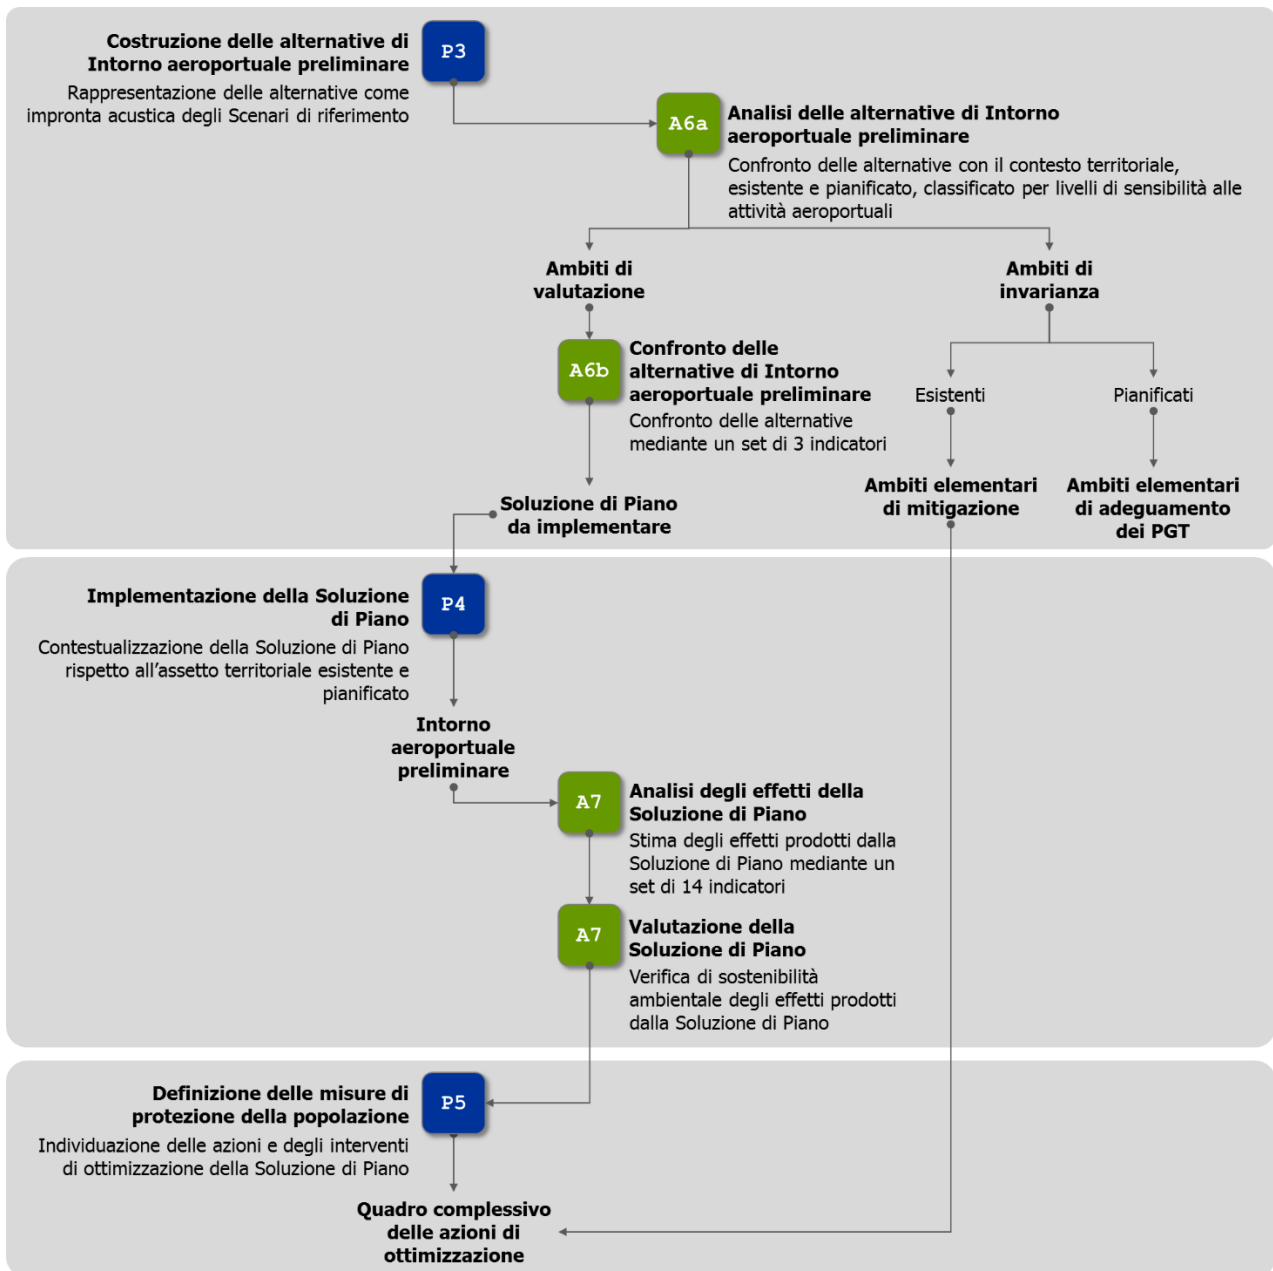 Costruzione delle alternative di
Intorno aeroportuale preliminare
Rappresentazione delle alternative come
impronta acustica degli Scenari di riferimento
P3
A6a
Analisi delle alternative di Intorno
aeroportuale preliminare
Confronto delle alternative con il contesto territoriale,
esistente e pianificato, classificato per livelli di sensibilità alle
attività aeroportuali
Ambiti di
valutazione
Ambiti di
invarianza
A6b
Confronto delle
alternative di Intorno
aeroportuale preliminare
Confronto delle alternative
mediante un set di 3 indicatori
Esistenti
Pianificati
Soluzione di Piano
da implementare
Ambiti elementari
di mitigazione
Ambiti elementari
di adeguamento
dei PGT
Implementazione della Soluzione
di Piano
Contestualizzazione della Soluzione di Piano
rispetto all’assetto territoriale esistente e
pianificato
P4
Intorno
aeroportuale
preliminare
A7
Analisi degli effetti della
Soluzione di Piano
Stima degli effetti prodotti dalla
Soluzione di Piano mediante un
set di 14 indicatori
A7
Valutazione della
Soluzione di Piano
Verifica di sostenibilità
ambientale degli effetti prodotti
dalla Soluzione di Piano
Definizione delle misure di
protezione della popolazione
Individuazione delle azioni e degli interventi
di ottimizzazione della Soluzione di Piano
P5
Quadro complessivo
delle azioni di
ottimizzazione